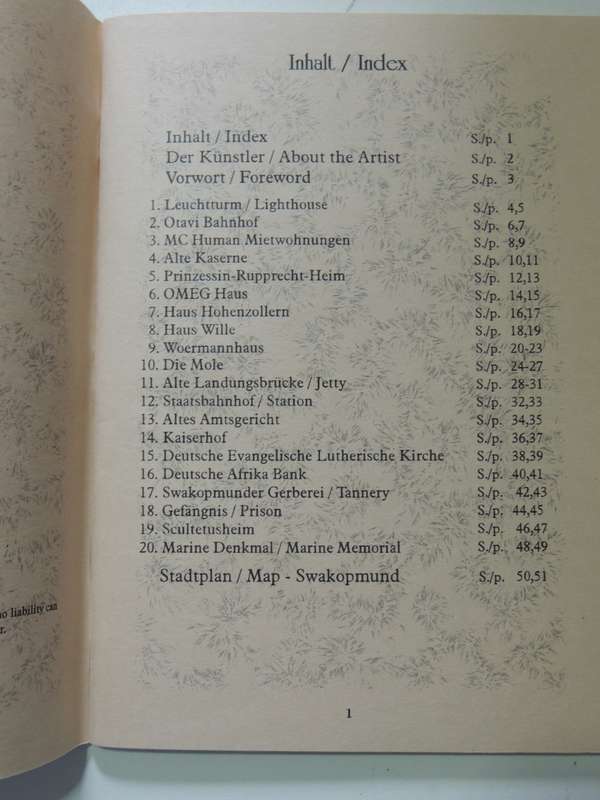 Inhalt / Index
Inhalt / Index S./p. 1
Der Künstler / About the Artist S./p. 2
Vorwort / Foreword S./p. 3
1. Leuchtturm / Lighthouse S./p. 4,5
2. Otavi Bahnhof S./p. 6,7
3. MC Human Mietwohnungen S./p. 8,9
4. Alte Kaserne S./p. 10,11
5. Prinzessin-Rupprecht-Heim S./p. 12,13
6. OMEG Haus S./p. 14,15
7. Haus Hohenzollern S./p. 16,17
8. Haus Wille S./p. 18,19
9. Woermannhaus S./p. 20-23
10. Die Mole S./p. 24-27
11. Alte Landungsbrücke / Jetty S./p. 28-31
12. Staatsbahnhof / Station S./p. 32,33
13. Altes Amtsgericht S./p. 34,35
14. Kaiserhof S./p. 36,37
15. Deutsche Evangelische Lutherische Kirche S./p. 38,39
16. Deutsche Afrika Bank S./p. 40,41
17. Swakopmunder Gerberei / Tannery S./p. 42,43
18. Gefängnis / Prison S./p. 44,45
19. Scultetusheim S./p. 46,47
20. Marine Denkmal / Marine Memorial S./p. 48,49
Stadtplan / Map - Swakopmund S./p. 50,51
1
liability can